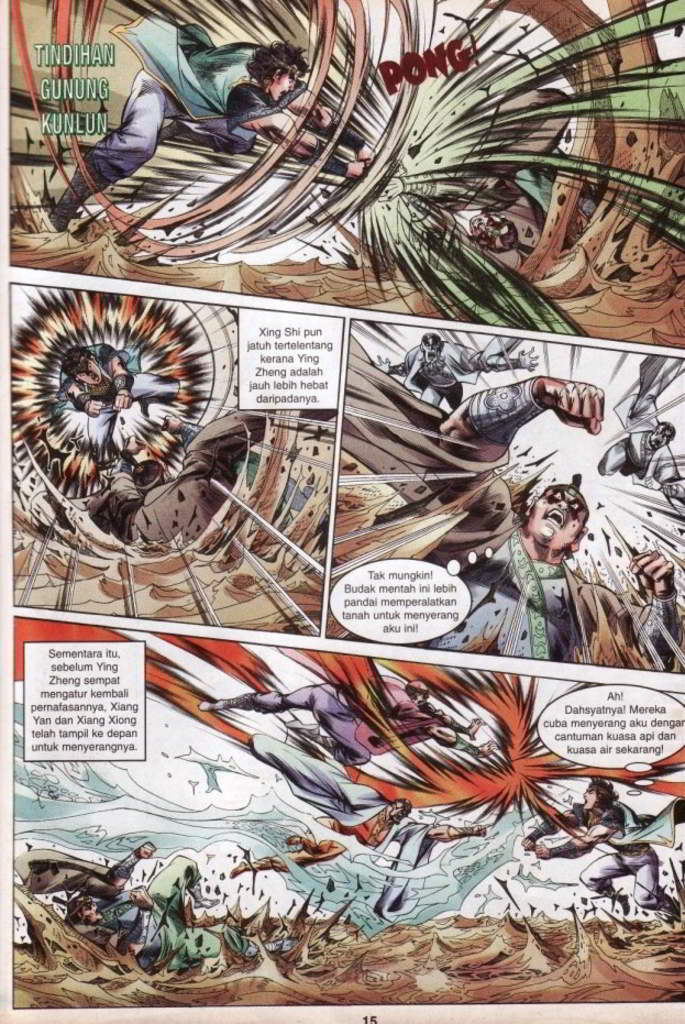 TINDIHAN
GUNUNG
KUNLUN
PONG!
Xing Shi pun
jatuh tertelentang
kerana Ying
Zheng adalah
jauh lebih hebat
daripadanya.
Tak mungkin!
Budak mentah ini lebih
pandai memperalatkan
tanah untuk menyerang
aku ini!
Sementara itu,
sebelum Ying
Zheng sempat
mengatur kembali
pernafasannya, Xiang
Yan dan Xiang Xiong
telah tampil ke depan
untuk menyerangnya.
Ah!
Dahsyatnya! Mereka
cuba menyerang aku dengan
cantuman kuasa api dan
kuasa air sekarang!
15